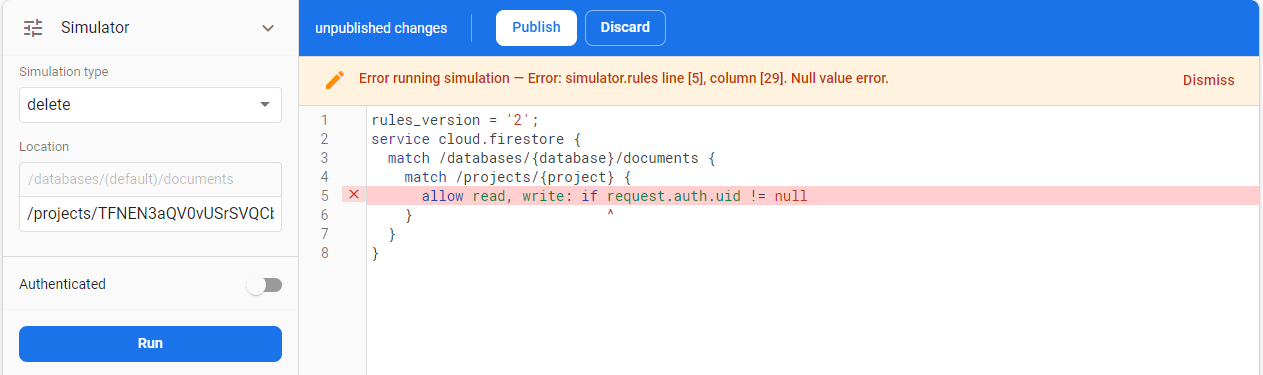 Simulator
unpublished changes
Publish
Discard
Simulation type
delete
Location
/databases/(default)/documents
/projects/TFNEN3aQV0vUSrSVQCb
Authenticated
Run
Error running simulation — Error: simulator.rules line [5], column [29]. Null value error.
Dismiss
1 rules_version = '2';
2 service cloud.firestore {
3 match /databases/{database}/documents {
4 match /projects/{project} {
5 allow read, write: if request.auth.uid != null
6 } ^
7 }
8 }